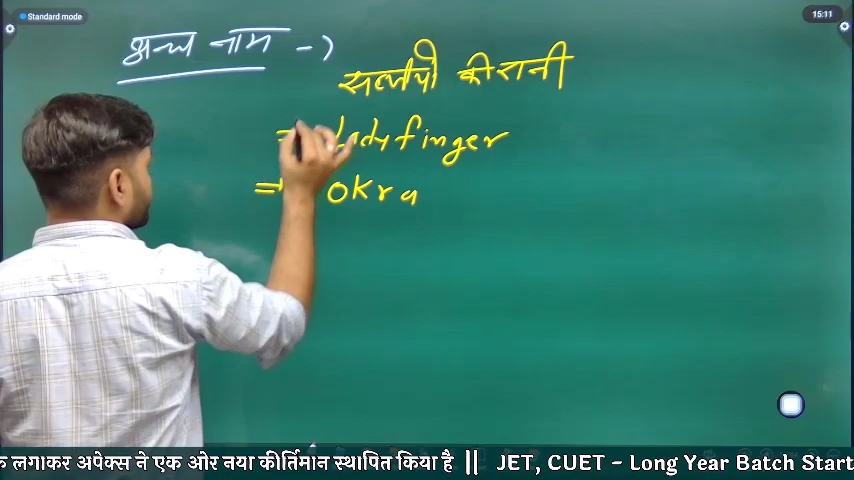 Standard mode
15:11
अन्य नाम →
सब्जीयो की रानी
⇒ Ladyfinger
⇒ okra
क लगाकर अपेक्स ने एक ओर नया कीर्तिमान स्थापित किया है || JET, CUET - Long Year Batch Start